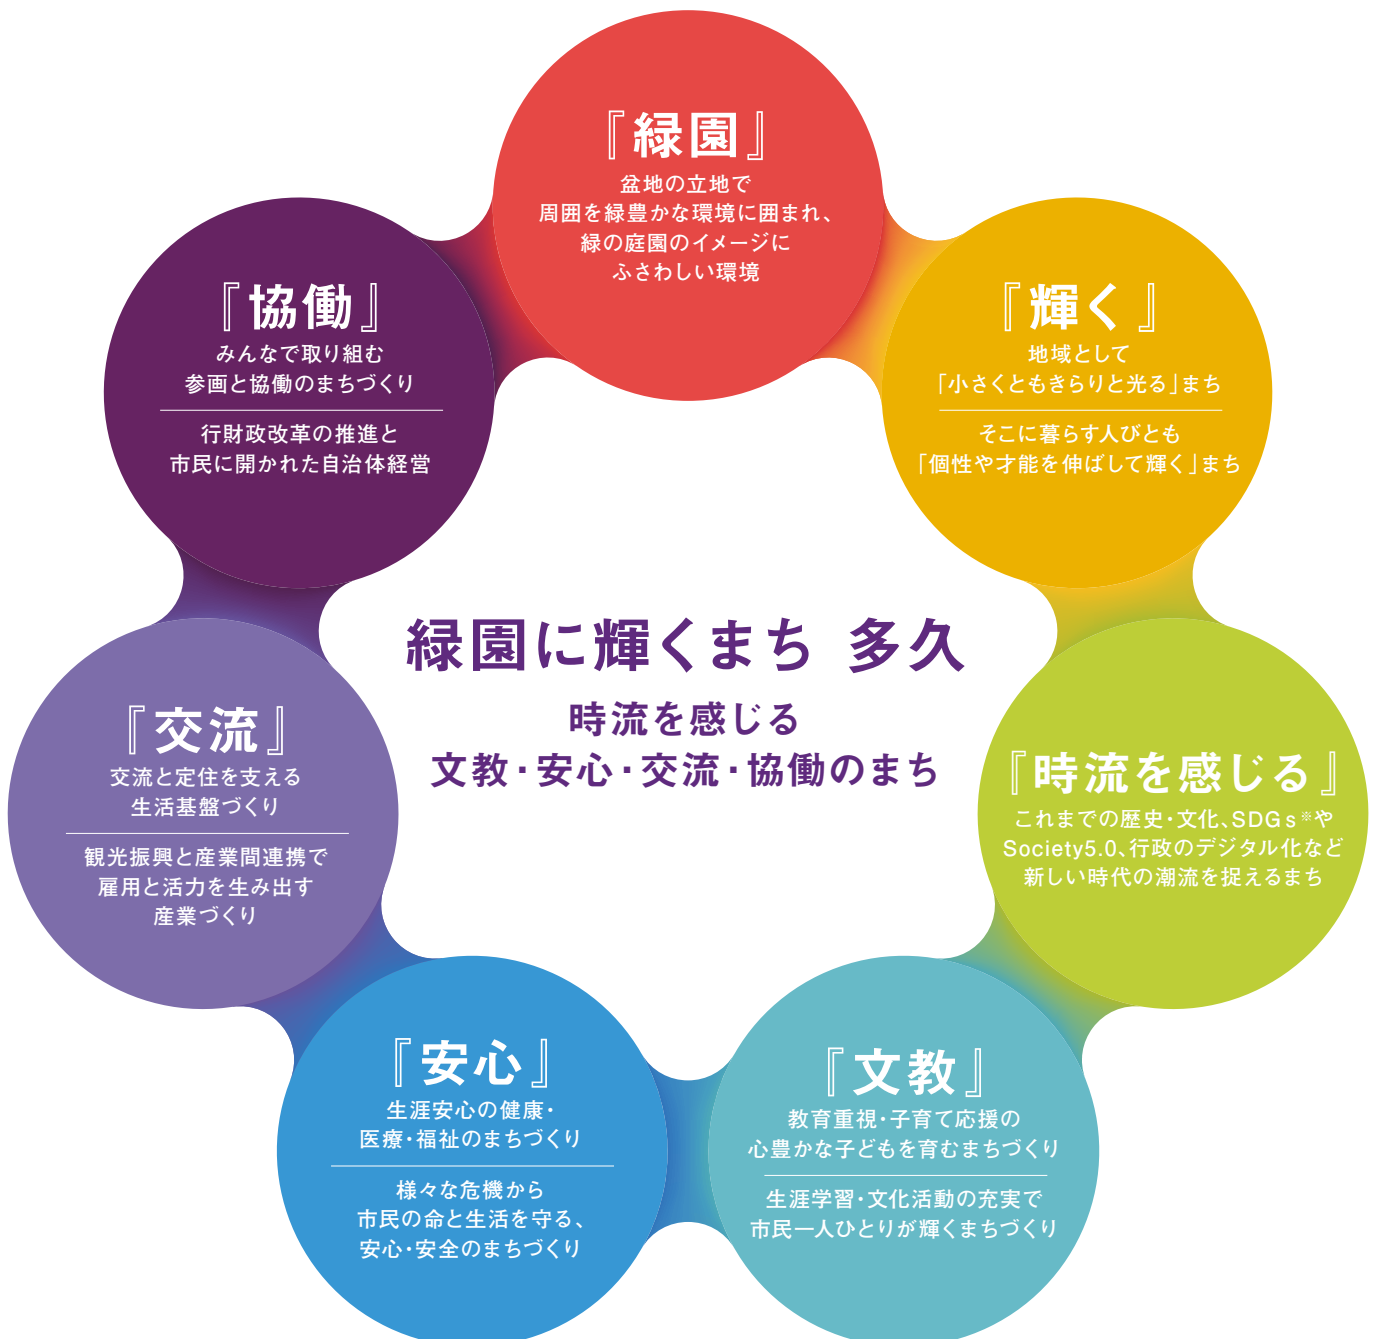 『緑園』
盆地の立地で
周囲を緑豊かな環境に囲まれ、
緑の庭園のイメージに
ふさわしい環境
『輝く』
地域として
「小さくともきらりと光る」まち
そこに暮らす人びとも
「個性や才能を伸ばして輝く」まち
『時流を感じる』
これまでの歴史・文化、SDGs※や
Society5.0、行政のデジタル化など
新しい時代の潮流を捉えるまち
『文教』
教育重視・子育て応援の
心豊かな子どもを育むまちづくり
生涯学習・文化活動の充実で
市民一人ひとりが輝くまちづくり
『安心』
生涯安心の健康・
医療・福祉のまちづくり
様々な危機から
市民の命と生活を守る、
安心・安全のまちづくり
『交流』
交流と定住を支える
生活基盤づくり
観光振興と産業間連携で
雇用と活力を生み出す
産業づくり
『協働』
みんなで取り組む
参画と協働のまちづくり
行財政改革の推進と
市民に開かれた自治体経営
緑園に輝くまち 多久
時流を感じる
文教・安心・交流・協働のまち